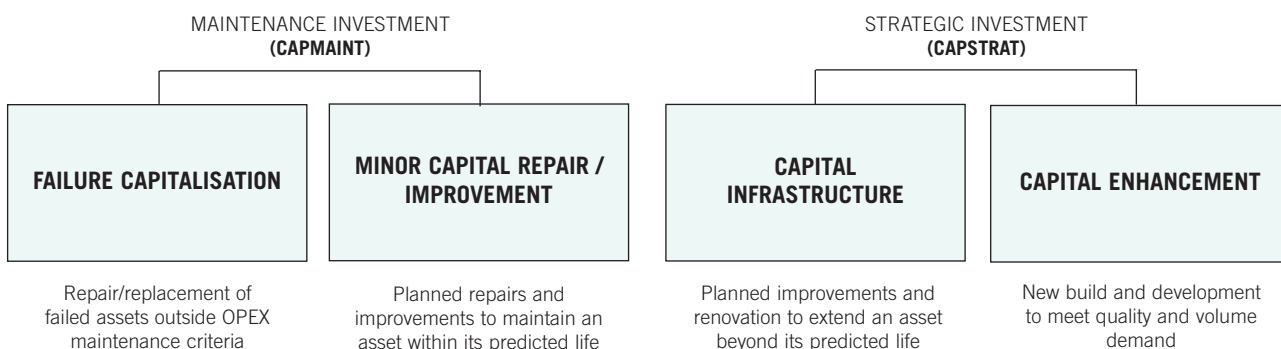 MAINTENANCE INVESTMENT
(CAPMAINT)
STRATEGIC INVESTMENT
(CAPSTRAT)
FAILURE CAPITALISATION
MINOR CAPITAL REPAIR /
IMPROVEMENT
CAPITAL
INFRASTRUCTURE
CAPITAL ENHANCEMENT
Repair/replacement of
failed assets outside OPEX
maintenance criteria
Planned repairs and
improvements to maintain an
asset within its predicted life
Planned improvements and
renovation to extend an asset
beyond its predicted life
New build and development
to meet quality and volume
demand